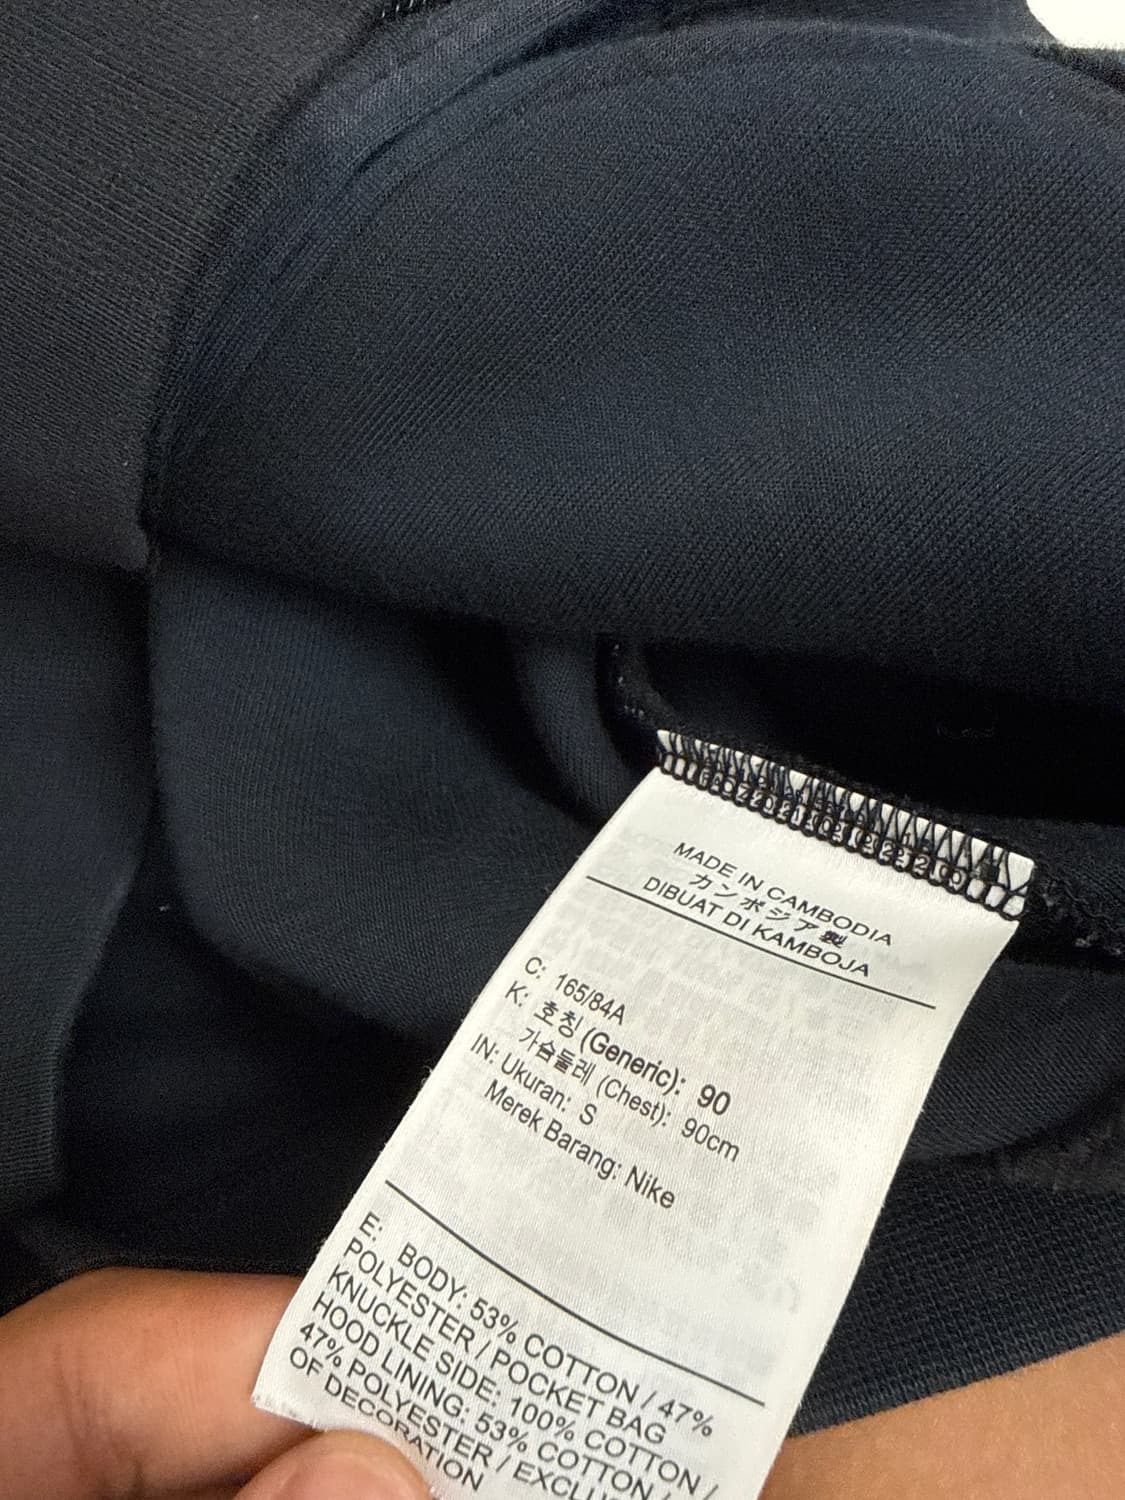 MADE IN CAMBODIA
カンボジア製
DIBUAT DI KAMBOJA
C: 165/84A
K: 호칭 (Generic): 90
가슴둘레 (Chest): 90cm
IN: Ukuran: S
Merek Barang: Nike
E: BODY: 53% COTTON / 47%
POLYESTER / POCKET BAG
KNUCKLE SIDE: 100% COTTON /
HOOD LINING: 53% COTTON /
47% POLYESTER / EXCLU
OF DECORATION